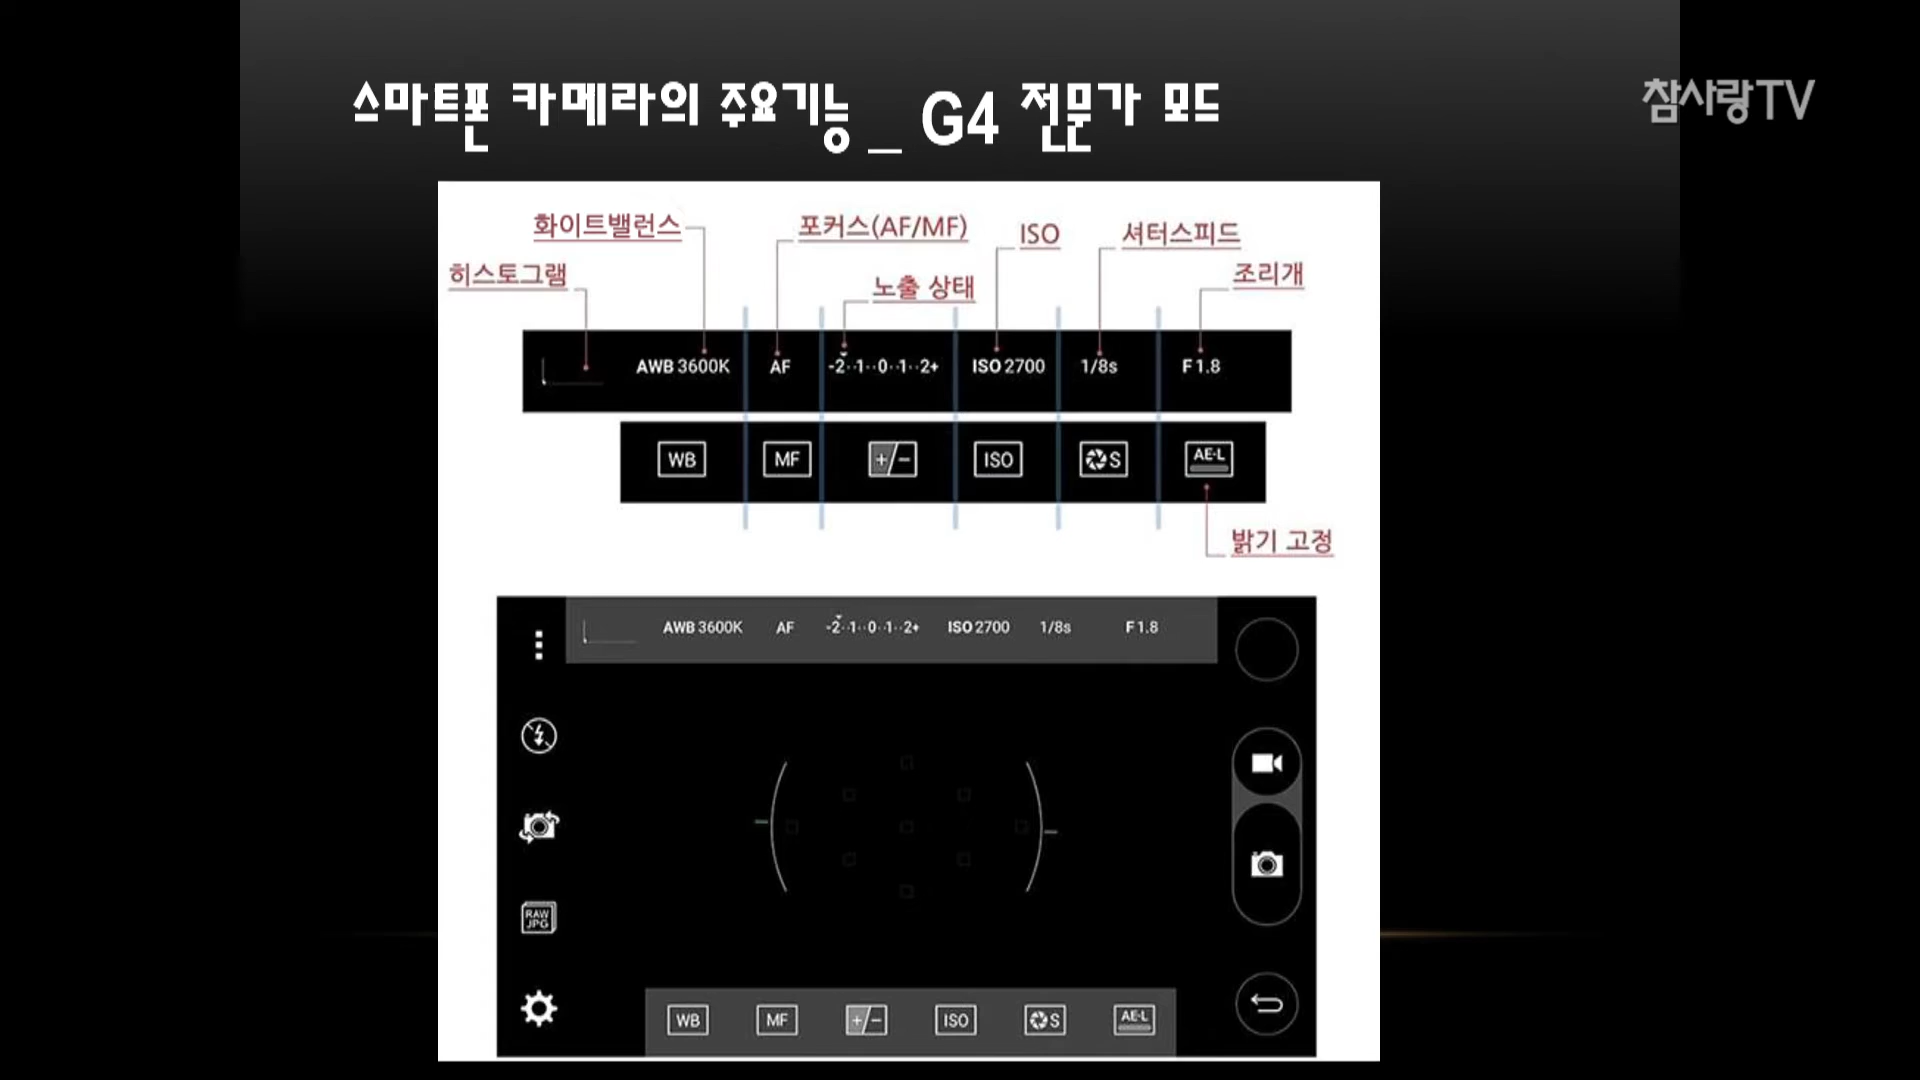 스마트폰 카메라의 주요기능 _ G4 전문가 모드
참사랑TV
화이트밸런스
포커스(AF/MF)
ISO
셔터스피드
히스토그램
노출 상태
조리개
AWB 3600K AF -2··1··0··1··2+ ISO 2700 1/8s F 1.8
WB MF +/- ISO S AE-L
밝기 고정
AWB 3600K AF -2··1··0··1··2+ ISO 2700 1/8s F 1.8
RAW
JPG
WB MF +/- ISO S AE-L